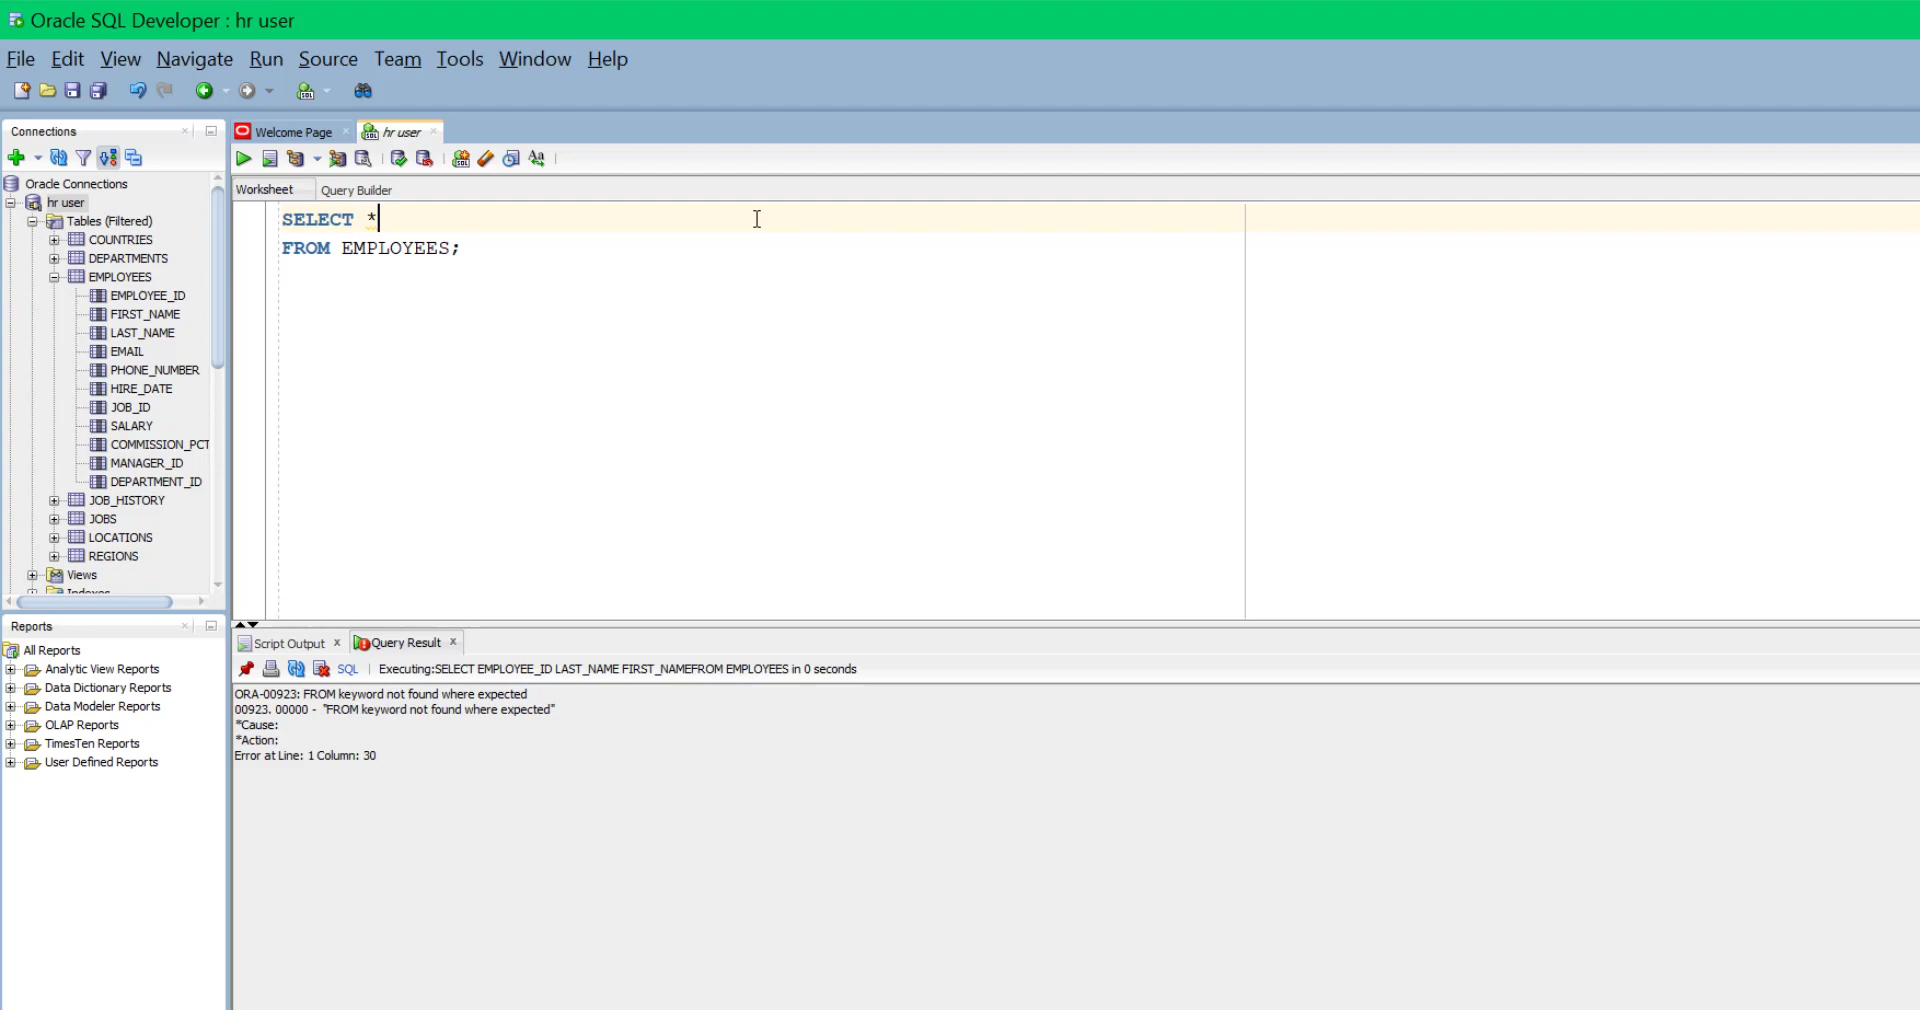 Oracle SQL Developer : hr user
File Edit View Navigate Run Source Team Tools Window Help
Connections
Welcome Page
hr user
Worksheet
Query Builder
Oracle Connections
hr user
Tables (Filtered)
COUNTRIES
DEPARTMENTS
EMPLOYEES
EMPLOYEE_ID
FIRST_NAME
LAST_NAME
EMAIL
PHONE_NUMBER
HIRE_DATE
JOB_ID
SALARY
COMMISSION_PCT
MANAGER_ID
DEPARTMENT_ID
JOB_HISTORY
JOBS
LOCATIONS
REGIONS
Views
Indexes
SELECT *
FROM EMPLOYEES;
Reports
All Reports
Analytic View Reports
Data Dictionary Reports
Data Modeler Reports
OLAP Reports
TimesTen Reports
User Defined Reports
Script Output
Query Result
SQL
Executing:SELECT EMPLOYEE_ID LAST_NAME FIRST_NAMEFROM EMPLOYEES in 0 seconds
ORA-00923: FROM keyword not found where expected
00923. 00000 - "FROM keyword not found where expected"
*Cause:
*Action:
Error at Line: 1 Column: 30